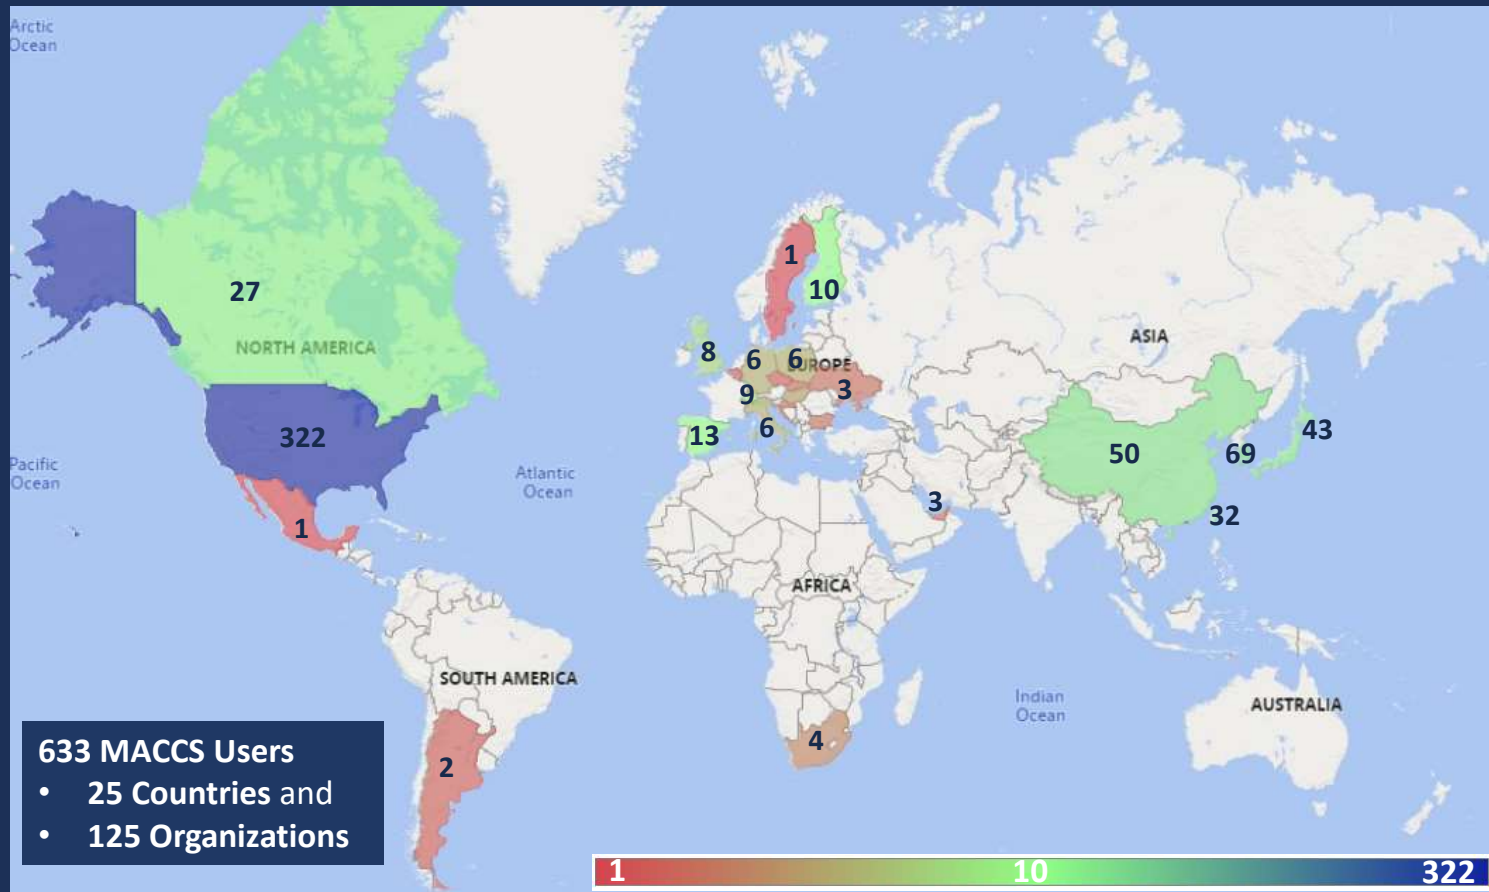 Arctic
Ocean
27
NORTH AMERICA
322
Pacific
Ocean
1
Atlantic
Ocean
SOUTH AMERICA
2
1
10
8
6
6
EUROPE
9
3
13
6
ASIA
50
69
43
32
3
AFRICA
4
Indian
Ocean
AUSTRALIA
633 MACCS Users
• 25 Countries and
• 125 Organizations
1
10
322